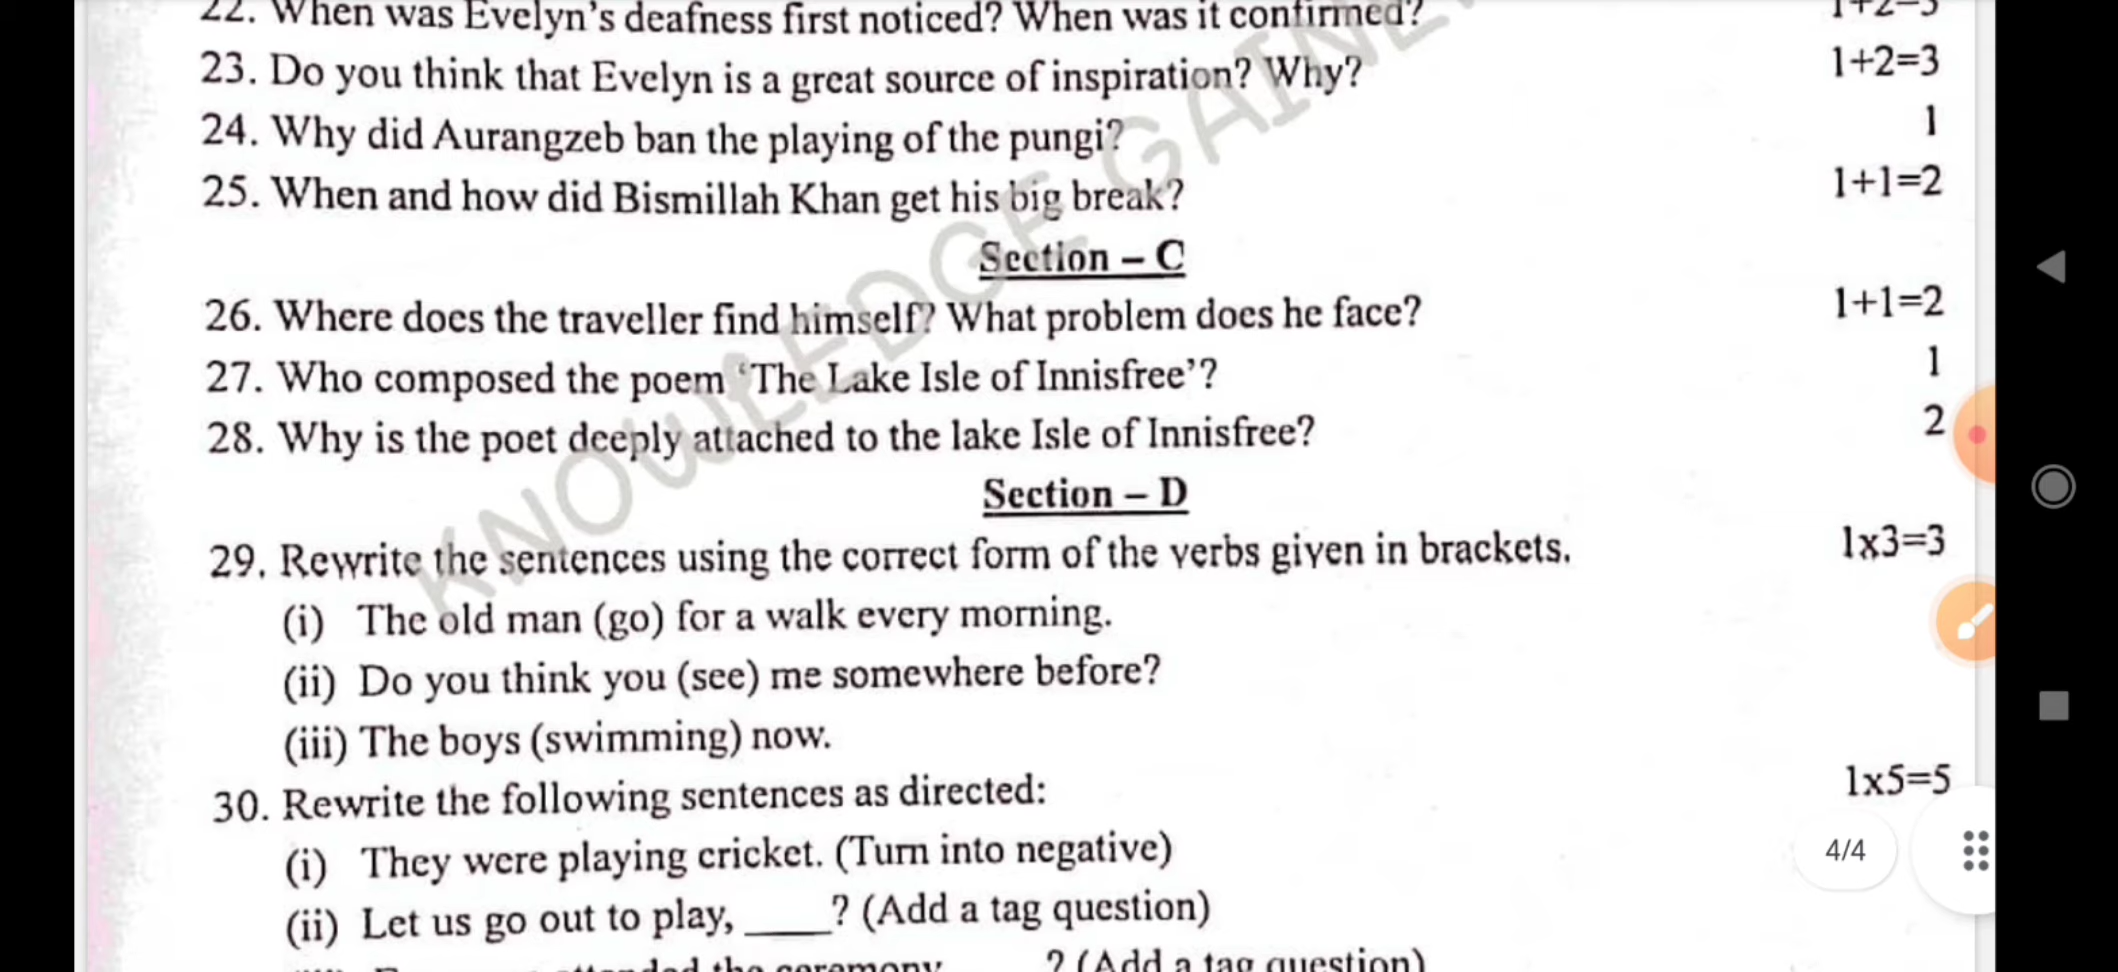 22. When was Evelyn's deafness first noticed? When was it confirmed? 1+2=3
23. Do you think that Evelyn is a great source of inspiration? Why? 1+2=3
24. Why did Aurangzeb ban the playing of the pungi? 1
25. When and how did Bismillah Khan get his big break? 1+1=2
Section – C
26. Where does the traveller find himself? What problem does he face? 1+1=2
27. Who composed the poem 'The Lake Isle of Innisfree'? 1
28. Why is the poet deeply attached to the lake Isle of Innisfree? 2
Section – D
29. Rewrite the sentences using the correct form of the verbs given in brackets. 1x3=3
(i) The old man (go) for a walk every morning.
(ii) Do you think you (see) me somewhere before?
(iii) The boys (swimming) now.
30. Rewrite the following sentences as directed: 1x5=5
(i) They were playing cricket. (Turn into negative)
4/4
(ii) Let us go out to play, ____? (Add a tag question)
the ceremony ? (Add a tag question)
KNOWLEDGE GAINE